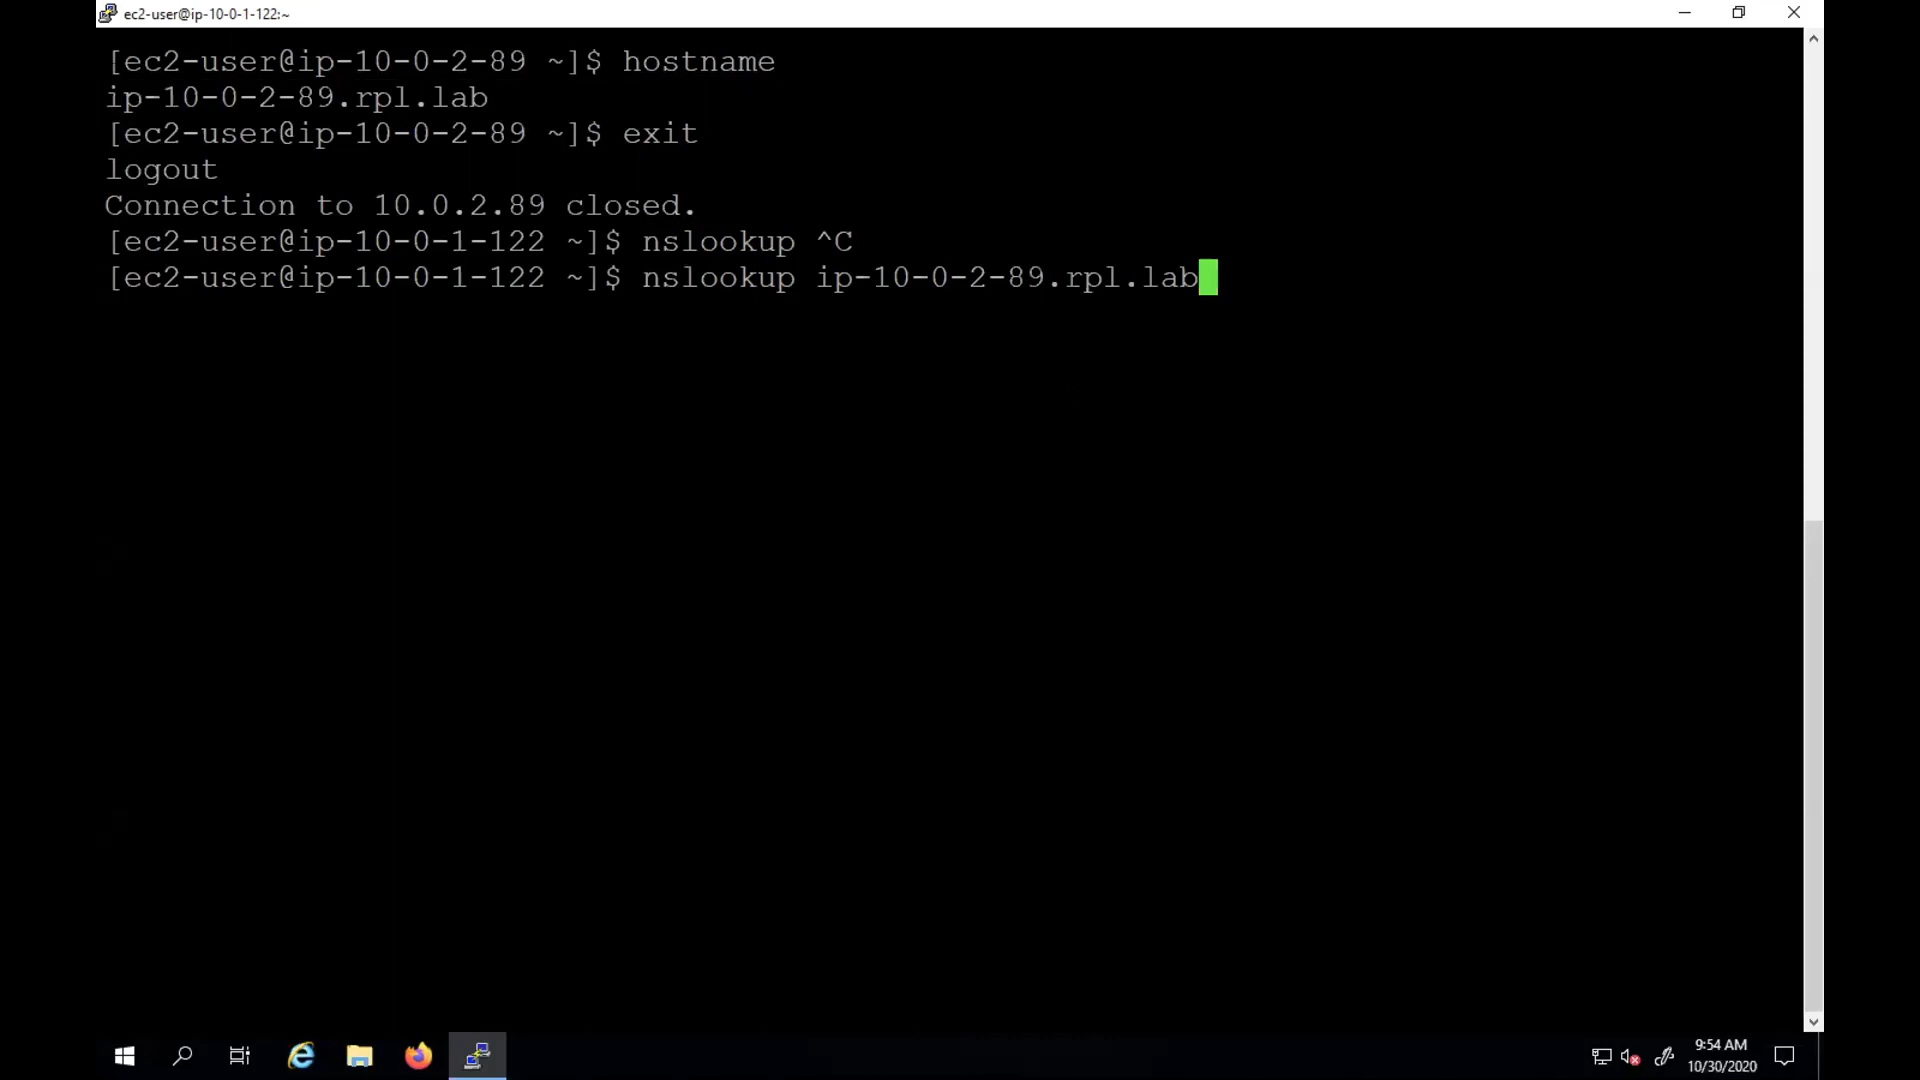 ec2-user@ip-10-0-1-122:~
[ec2-user@ip-10-0-2-89 ~]$ hostname
ip-10-0-2-89.rpl.lab
[ec2-user@ip-10-0-2-89 ~]$ exit
logout
Connection to 10.0.2.89 closed.
[ec2-user@ip-10-0-1-122 ~]$ nslookup ^C
[ec2-user@ip-10-0-1-122 ~]$ nslookup ip-10-0-2-89.rpl.lab
9:54 AM
10/30/2020